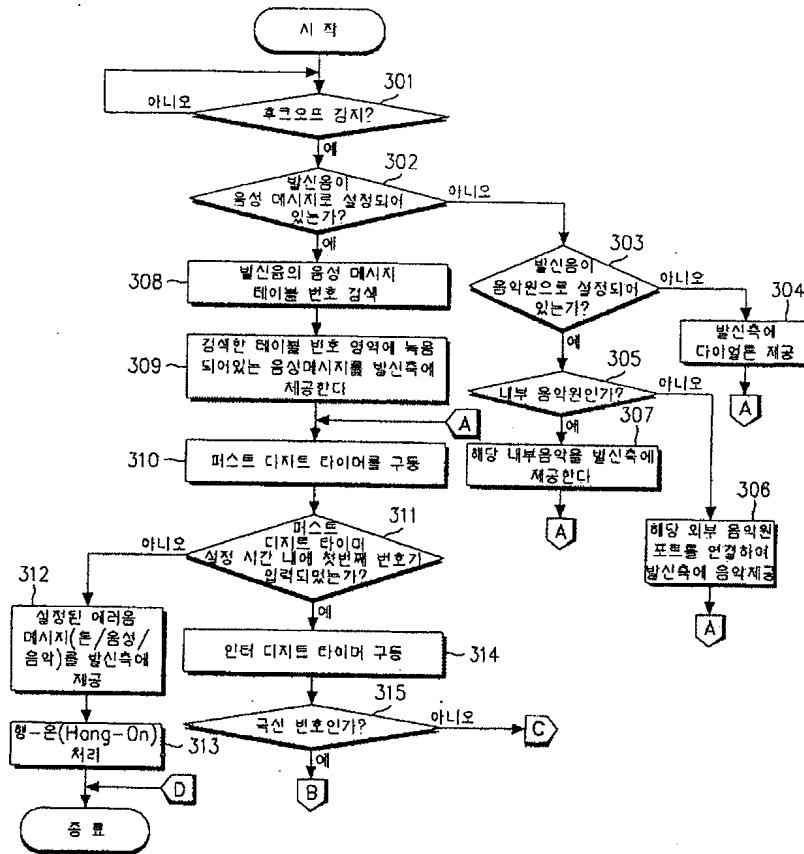 시 작
301
아니오
후크오프 감지?
예
302
발신음이
음성 메시지로 설정되어
있는가?
아니오
예
303
발신음이
음악원으로 설정되어
있는가?
아니오
304
발신측에
다이얼톤 제공
A
예
308
발신음의 음성 메시지
테이블 번호 검색
309
검색한 테이블 번호 영역에 녹음
되어있는 음성메시지를 발신측에
제공한다
305
내부 음악원인가?
아니오
예
307
해당 내부음악을 발신측에
제공한다
A
A
306
해당 외부 음악원
포트를 연결하여
발신측에 음악제공
A
310
퍼스트 디지트 타이머를 구동
311
퍼스트
디지트 타이머
설정 시간 내에 첫번째 번호가
입력되었는가?
아니오
예
312
설정된 에러음
메시지(톤/음성/
음악)를 발신측에
제공
인터 디지트 타이머 구동
314
315
국선 번호인가?
아니오
C
예
B
행-온(Hang-On)
처리
313
D
종 료